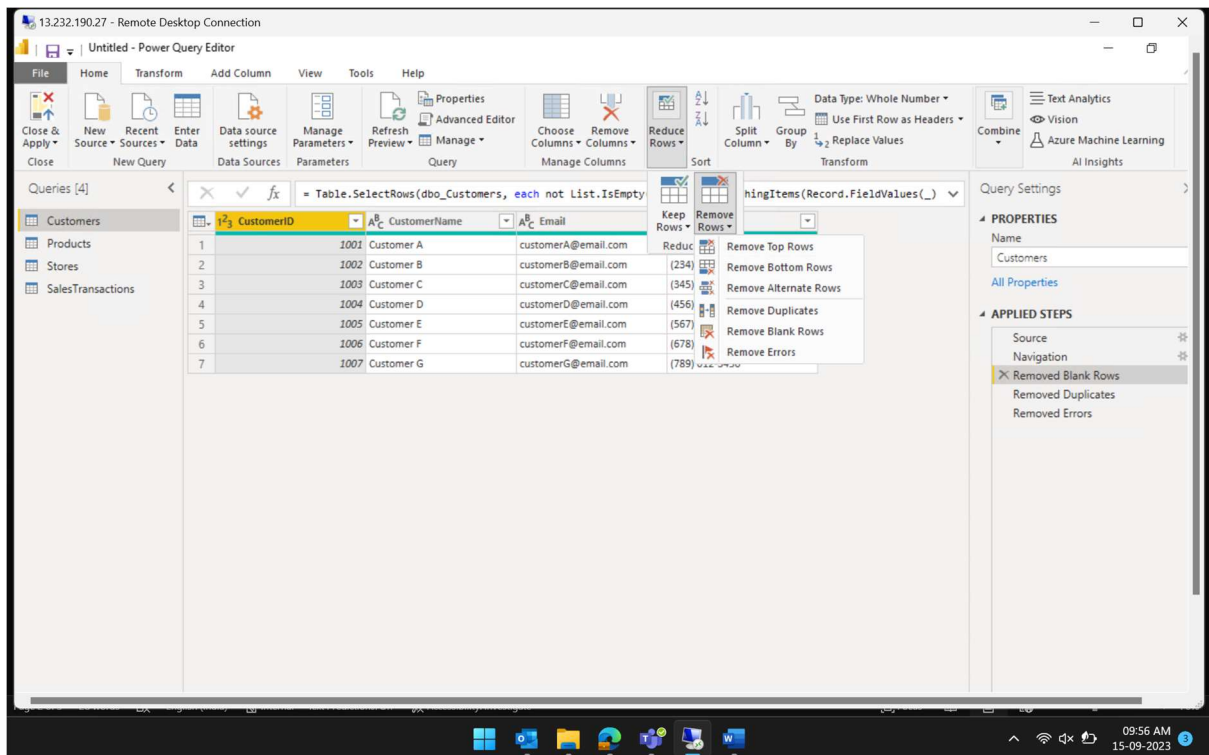 13.232.190.27 - Remote Desktop Connection
Untitled - Power Query Editor
File Home Transform Add Column View Tools Help
Close & Apply
New Source
Recent Sources
Enter Data
Data source settings
Manage Parameters
Refresh Preview
Properties
Advanced Editor
Manage
Choose Columns
Remove Columns
Reduce Rows
Split Column
Group By
Data Type: Whole Number
Use First Row as Headers
Replace Values
Combine
Text Analytics
Vision
Azure Machine Learning
Close New Query Data Sources Parameters Query Manage Columns Sort Transform AI Insights
Queries [4]
Customers
Products
Stores
SalesTransactions
= Table.SelectRows(dbo_Customers, each not List.IsEmpty
hingItems(Record.FieldValues(_)
Keep Rows
Remove Rows
Reduc
Remove Top Rows
Remove Bottom Rows
Remove Alternate Rows
Remove Duplicates
Remove Blank Rows
Remove Errors
CustomerID CustomerName Email
1 1001 Customer A customerA@email.com
2 1002 Customer B customerB@email.com (234)
3 1003 Customer C customerC@email.com (345)
4 1004 Customer D customerD@email.com (456)
5 1005 Customer E customerE@email.com (567)
6 1006 Customer F customerF@email.com (678)
7 1007 Customer G customerG@email.com (789)
Query Settings
PROPERTIES
Name
Customers
All Properties
APPLIED STEPS
Source
Navigation
Removed Blank Rows
Removed Duplicates
Removed Errors
09:56 AM
15-09-2023
3